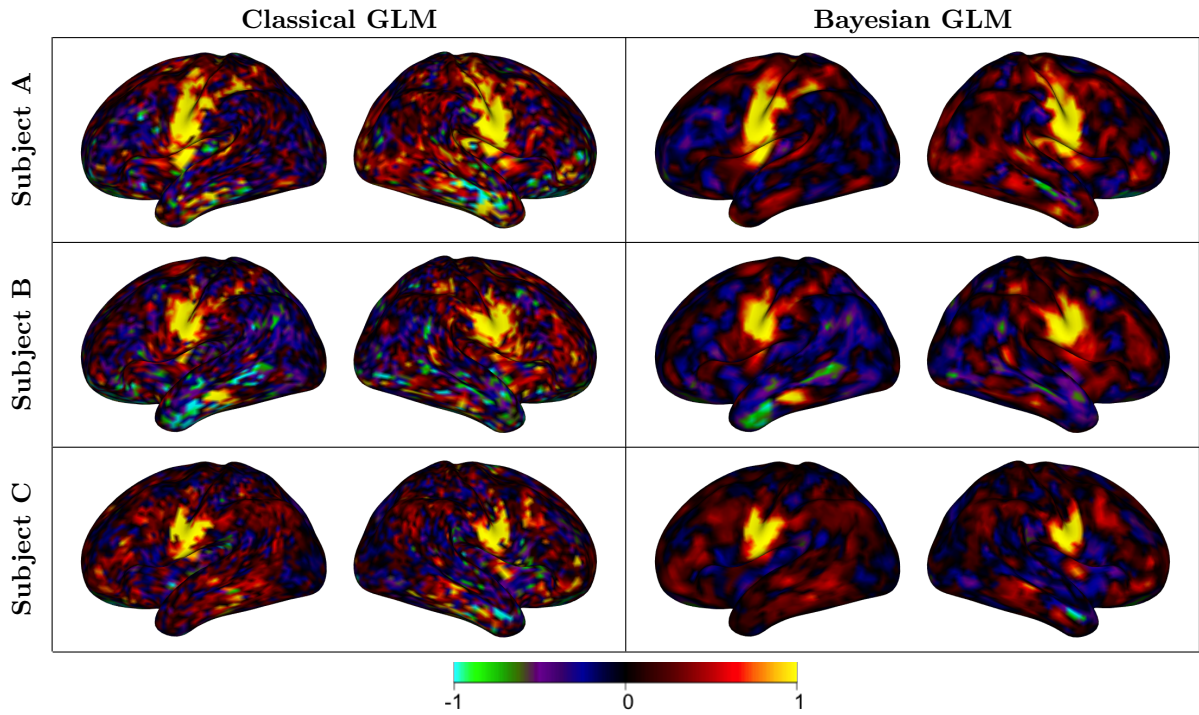 Classical GLM
Bayesian GLM
Subject A
Subject B
Subject C
-1
0
1